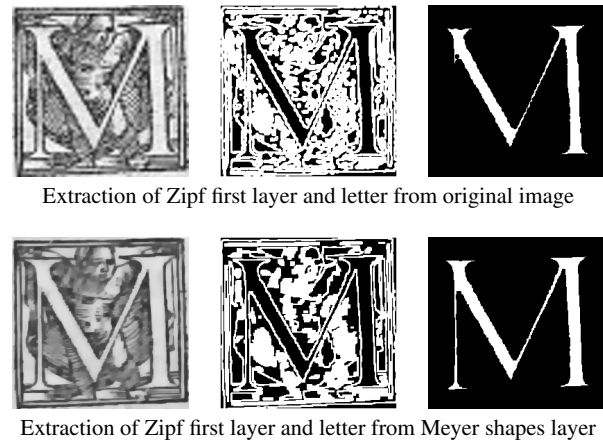 M
M
M
Extraction of Zipf first layer and letter from original image
M
M
M
Extraction of Zipf first layer and letter from Meyer shapes layer